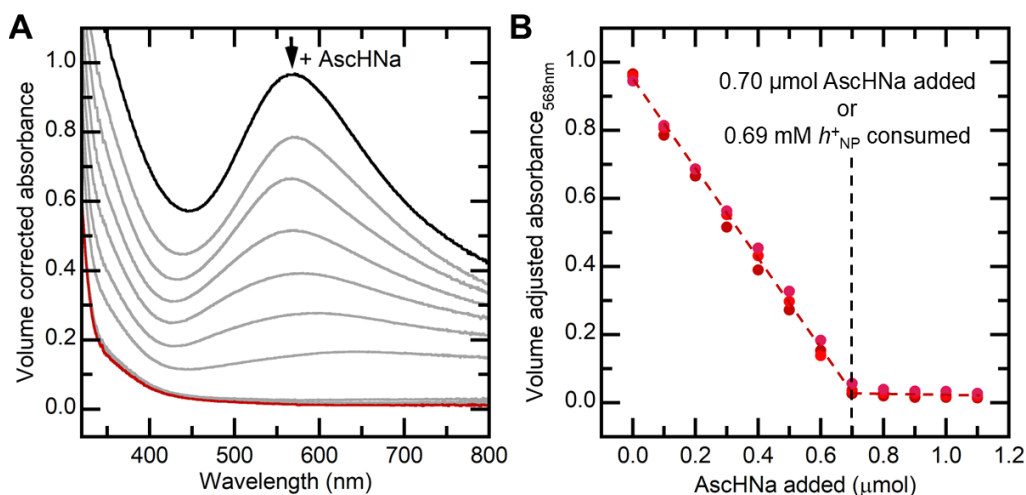 A
+ AscHNa
Volume corrected absorbance
1.0
0.8
0.6
0.4
0.2
0.0
400
500
600
700
800
Wavelength (nm)
B
0.70 μmol AscHNa added
or
0.69 mM h⁺NP consumed
Volume adjusted absorbance568nm
1.0
0.8
0.6
0.4
0.2
0.0
0.0
0.2
0.4
0.6
0.8
1.0
1.2
AscHNa added (μmol)